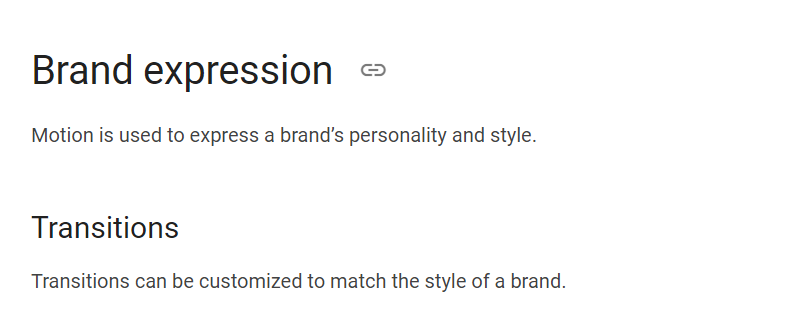 Brand expression
Motion is used to express a brand’s personality and style.
Transitions
Transitions can be customized to match the style of a brand.